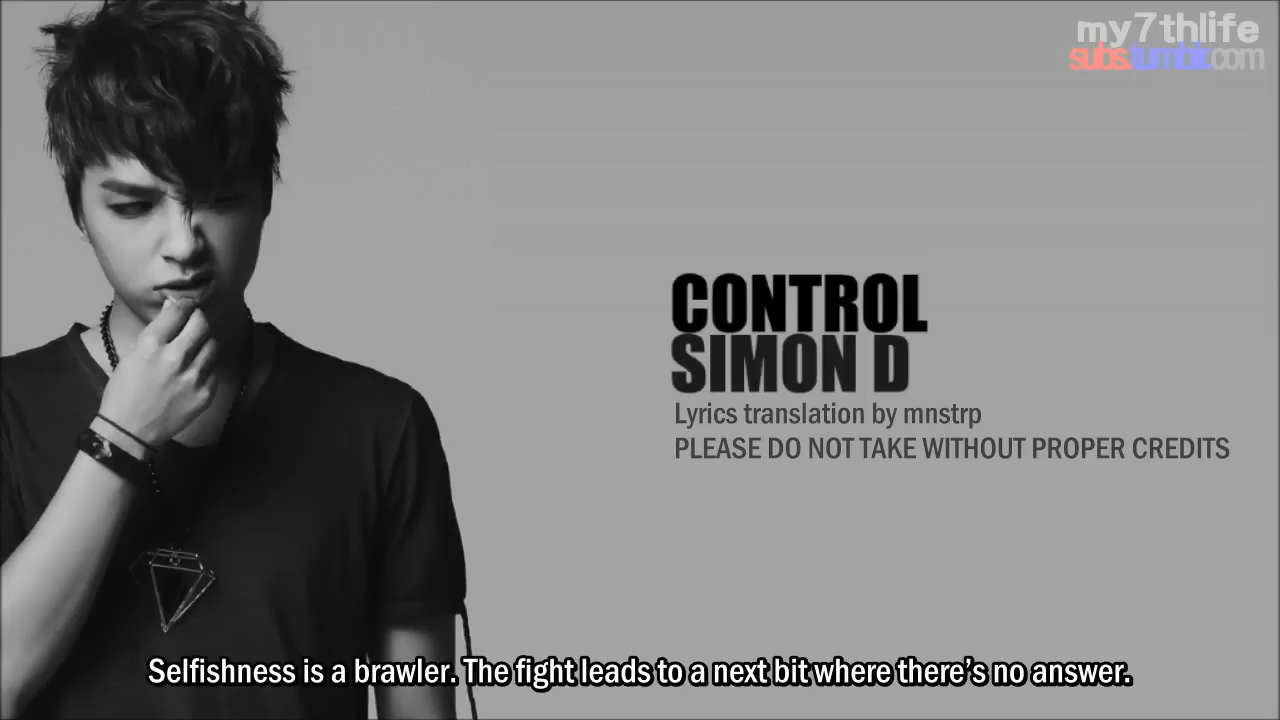 my7thlife
subs.tumblr.com
CONTROL
SIMON D
Lyrics translation by mnstrp
PLEASE DO NOT TAKE WITHOUT PROPER CREDITS
Selfishness is a brawler. The fight leads to a next bit where there's no answer.